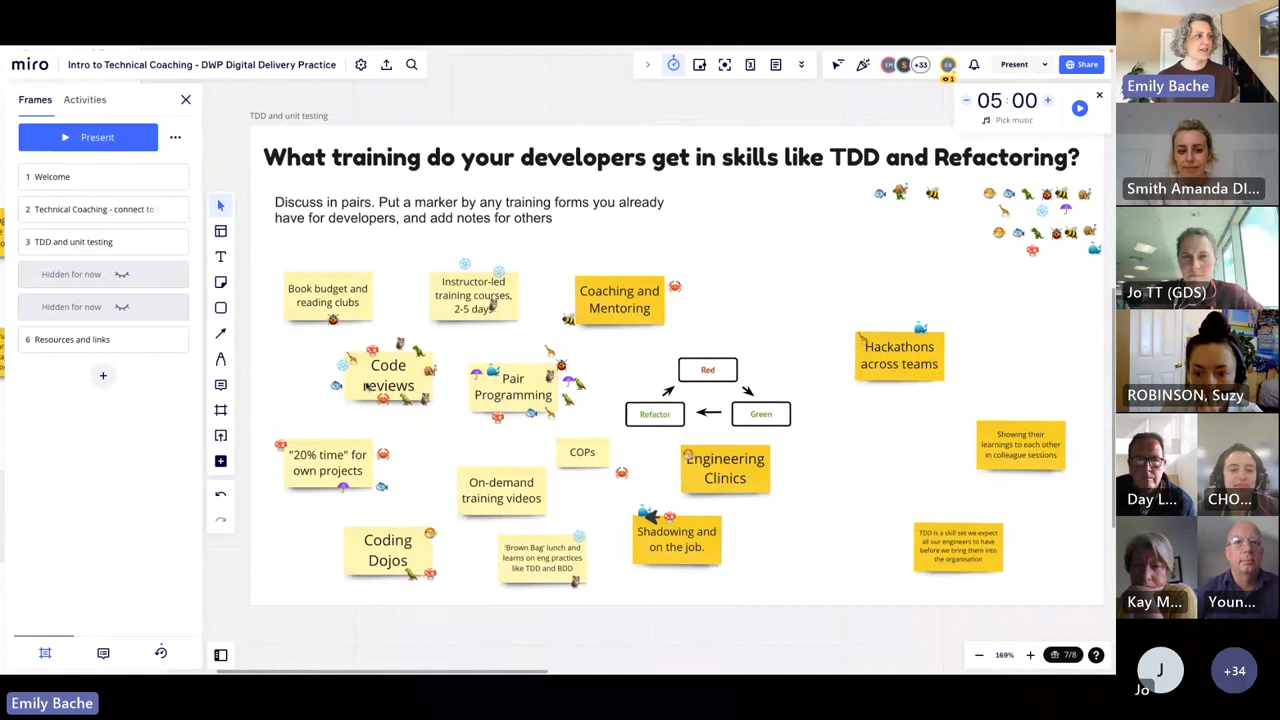 miro
Intro to Technical Coaching - DWP Digital Delivery Practice
+33
Present
Share
Frames
Activities
Present
1 Welcome
2 Technical Coaching - connect to
3 TDD and unit testing
Hidden for now
Hidden for now
6 Resources and links
TDD and unit testing
05 : 00
Pick music
What training do your developers get in skills like TDD and Refactoring?
Discuss in pairs. Put a marker by any training forms you already
have for developers, and add notes for others
Book budget and
reading clubs
Instructor-led
training courses,
2-5 days
Coaching and
Mentoring
Code
reviews
Pair
Programming
Red
Refactor
Green
Hackathons
across teams
"20% time" for
own projects
COPs
On-demand
training videos
Engineering
Clinics
Showing their
learnings to each other
in colleague sessions
Coding
Dojos
'Brown Bag' lunch and
learns on eng practices
like TDD and BDD
Shadowing and
on the job.
TDD is a skill set we expect
all our engineers to have
before we bring them into
the organisation
169%
7/8
Emily Bache
Emily Bache
Smith Amanda DI...
Jo TT (GDS)
ROBINSON, Suzy
Day L...
CHO...
Kay M...
Youn...
J
Jo
+34